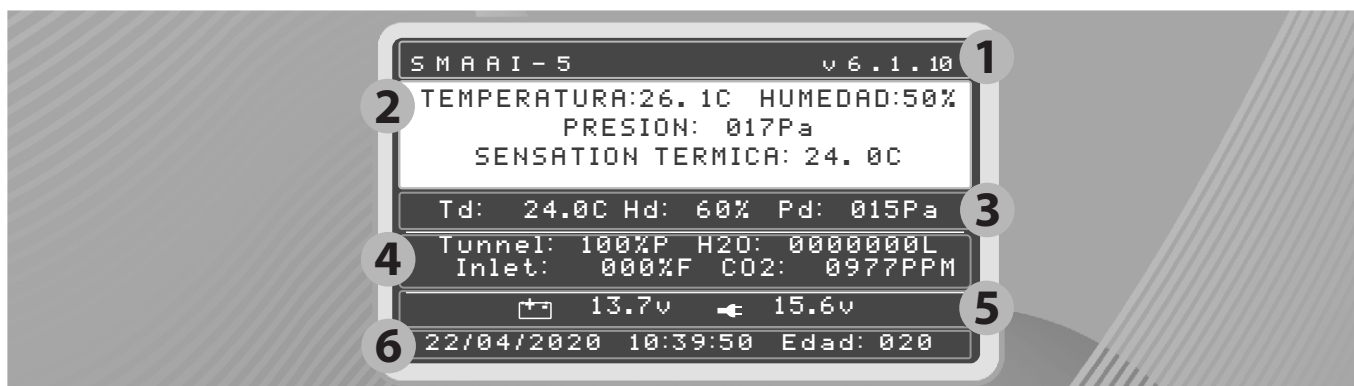 SMAAI-5 v6.1.10 1
2 TEMPERATURA:26.1C HUMEDAD:50%
PRESION: 017Pa
SENSATION TERMICA: 24.0C
Td: 24.0C Hd: 60% Pd: 015Pa 3
Tunnel: 100%P H2O: 0000000L
4 Inlet: 000%F CO2: 0977PPM
13.7v 15.6v 5
6 22/04/2020 10:39:50 Edad: 020